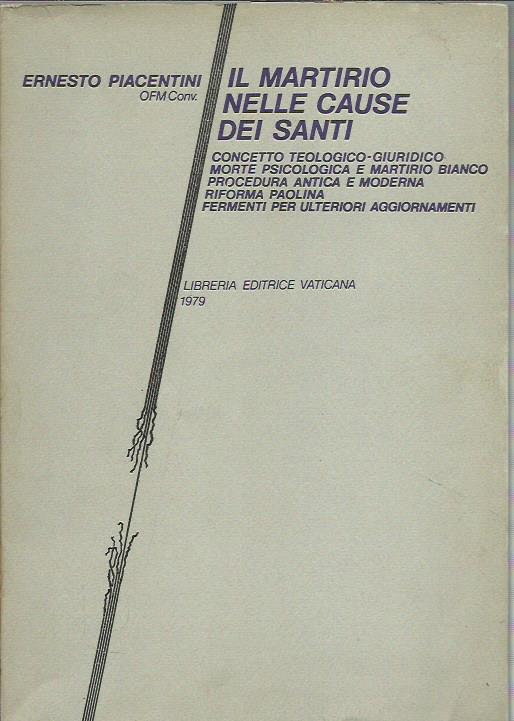 ERNESTO PIACENTINI
OFM Conv.
IL MARTIRIO
NELLE CAUSE
DEI SANTI
CONCETTO TEOLOGICO-GIURIDICO
MORTE PSICOLOGICA E MARTIRIO BIANCO
PROCEDURA ANTICA E MODERNA
RIFORMA PAOLINA
FERMENTI PER ULTERIORI AGGIORNAMENTI
LIBRERIA EDITRICE VATICANA
1979